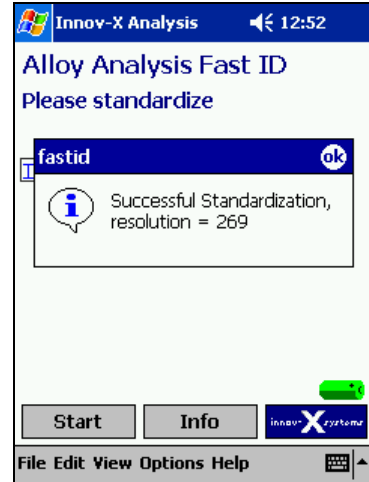 Innov-X Analysis 12:52
Alloy Analysis Fast ID
Please standardize
fastid ok
Successful Standardization,
resolution = 269
Start Info innov-X systems
File Edit View Options Help